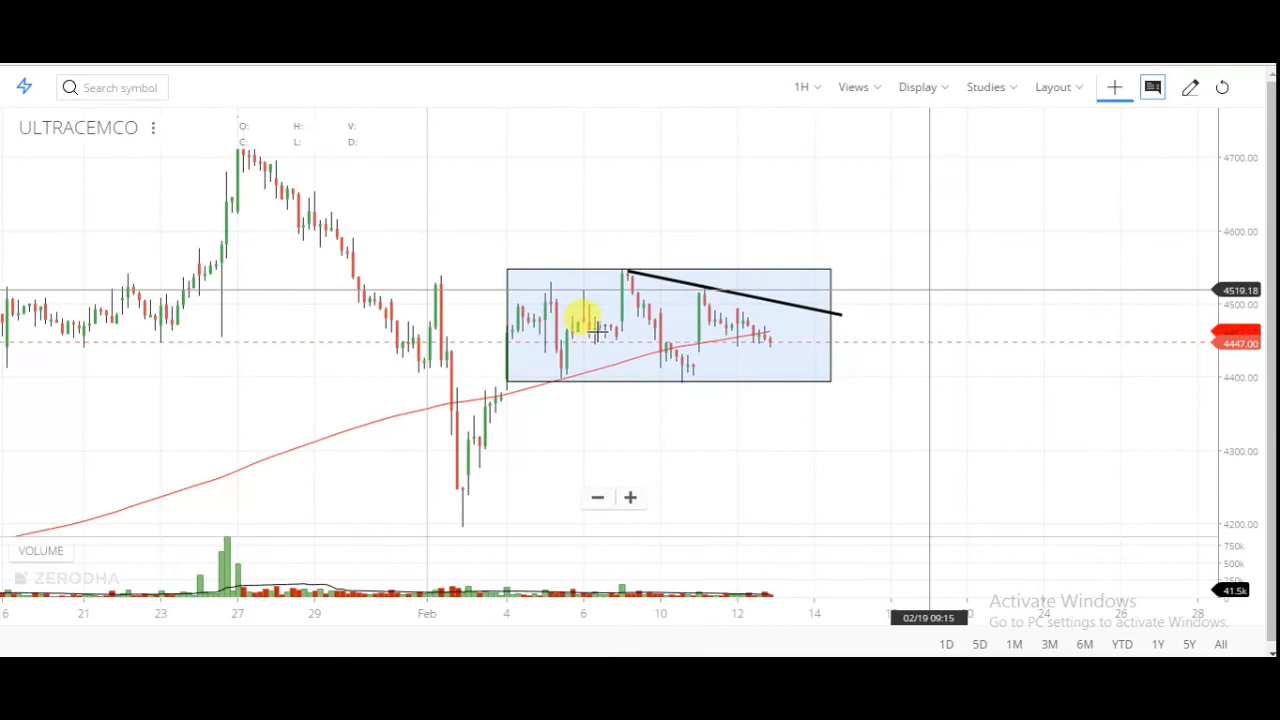 Search symbol 1H Views Display Studies Layout
ULTRACEMCO O: H: V:
C: L: D:
4700.00
4600.00
4519.18
4500.00
4447.00
4400.00
4300.00
4200.00
VOLUME 750k
500k
ZERODHA
41.5k
21 23 27 29 Feb 4 6 10 12 14 24 26 28
02/19 09:15
Activate Windows
Go to PC settings to activate Windows.
1D 5D 1M 3M 6M YTD 1Y 5Y All